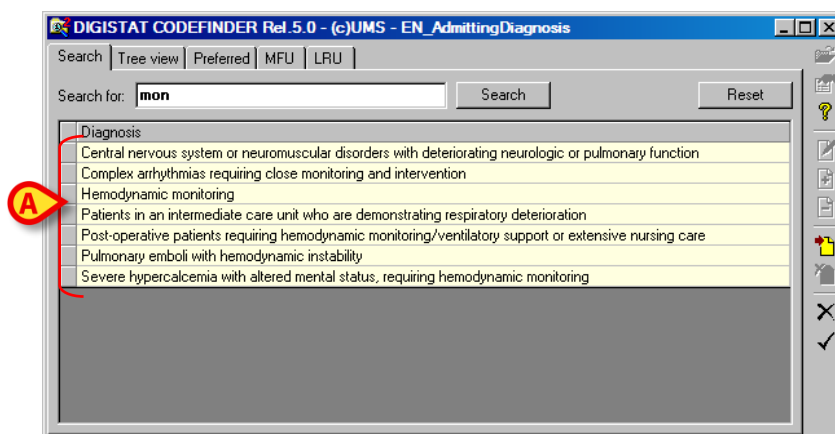 DIGISTAT CODEFINDER Rel.5.0 - (c)UMS - EN_AdmittingDiagnosis
Search Tree view Preferred MFU LRU
Search for: mon Search Reset
Diagnosis
Central nervous system or neuromuscular disorders with deteriorating neurologic or pulmonary function
Complex arrhythmias requiring close monitoring and intervention
Hemodynamic monitoring
A
Patients in an intermediate care unit who are demonstrating respiratory deterioration
Post-operative patients requiring hemodynamic monitoring/ventilatory support or extensive nursing care
Pulmonary emboli with hemodynamic instability
Severe hypercalcemia with altered mental status, requiring hemodynamic monitoring